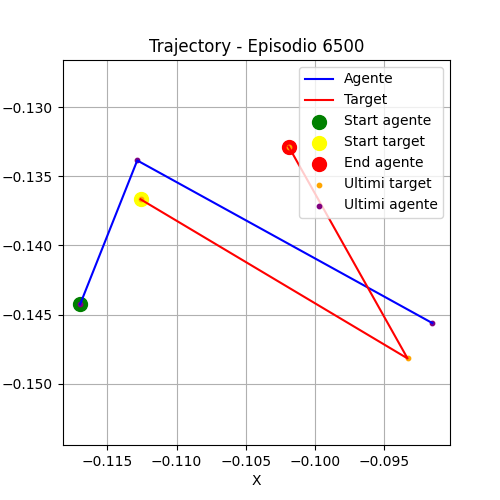 Trajectory - Episodio 6500
Agente
Target
Start agente
Start target
End agente
Ultimi target
Ultimi agente
−0.130
−0.135
−0.140
−0.145
−0.150
−0.115
−0.110
−0.105
−0.100
−0.095
X